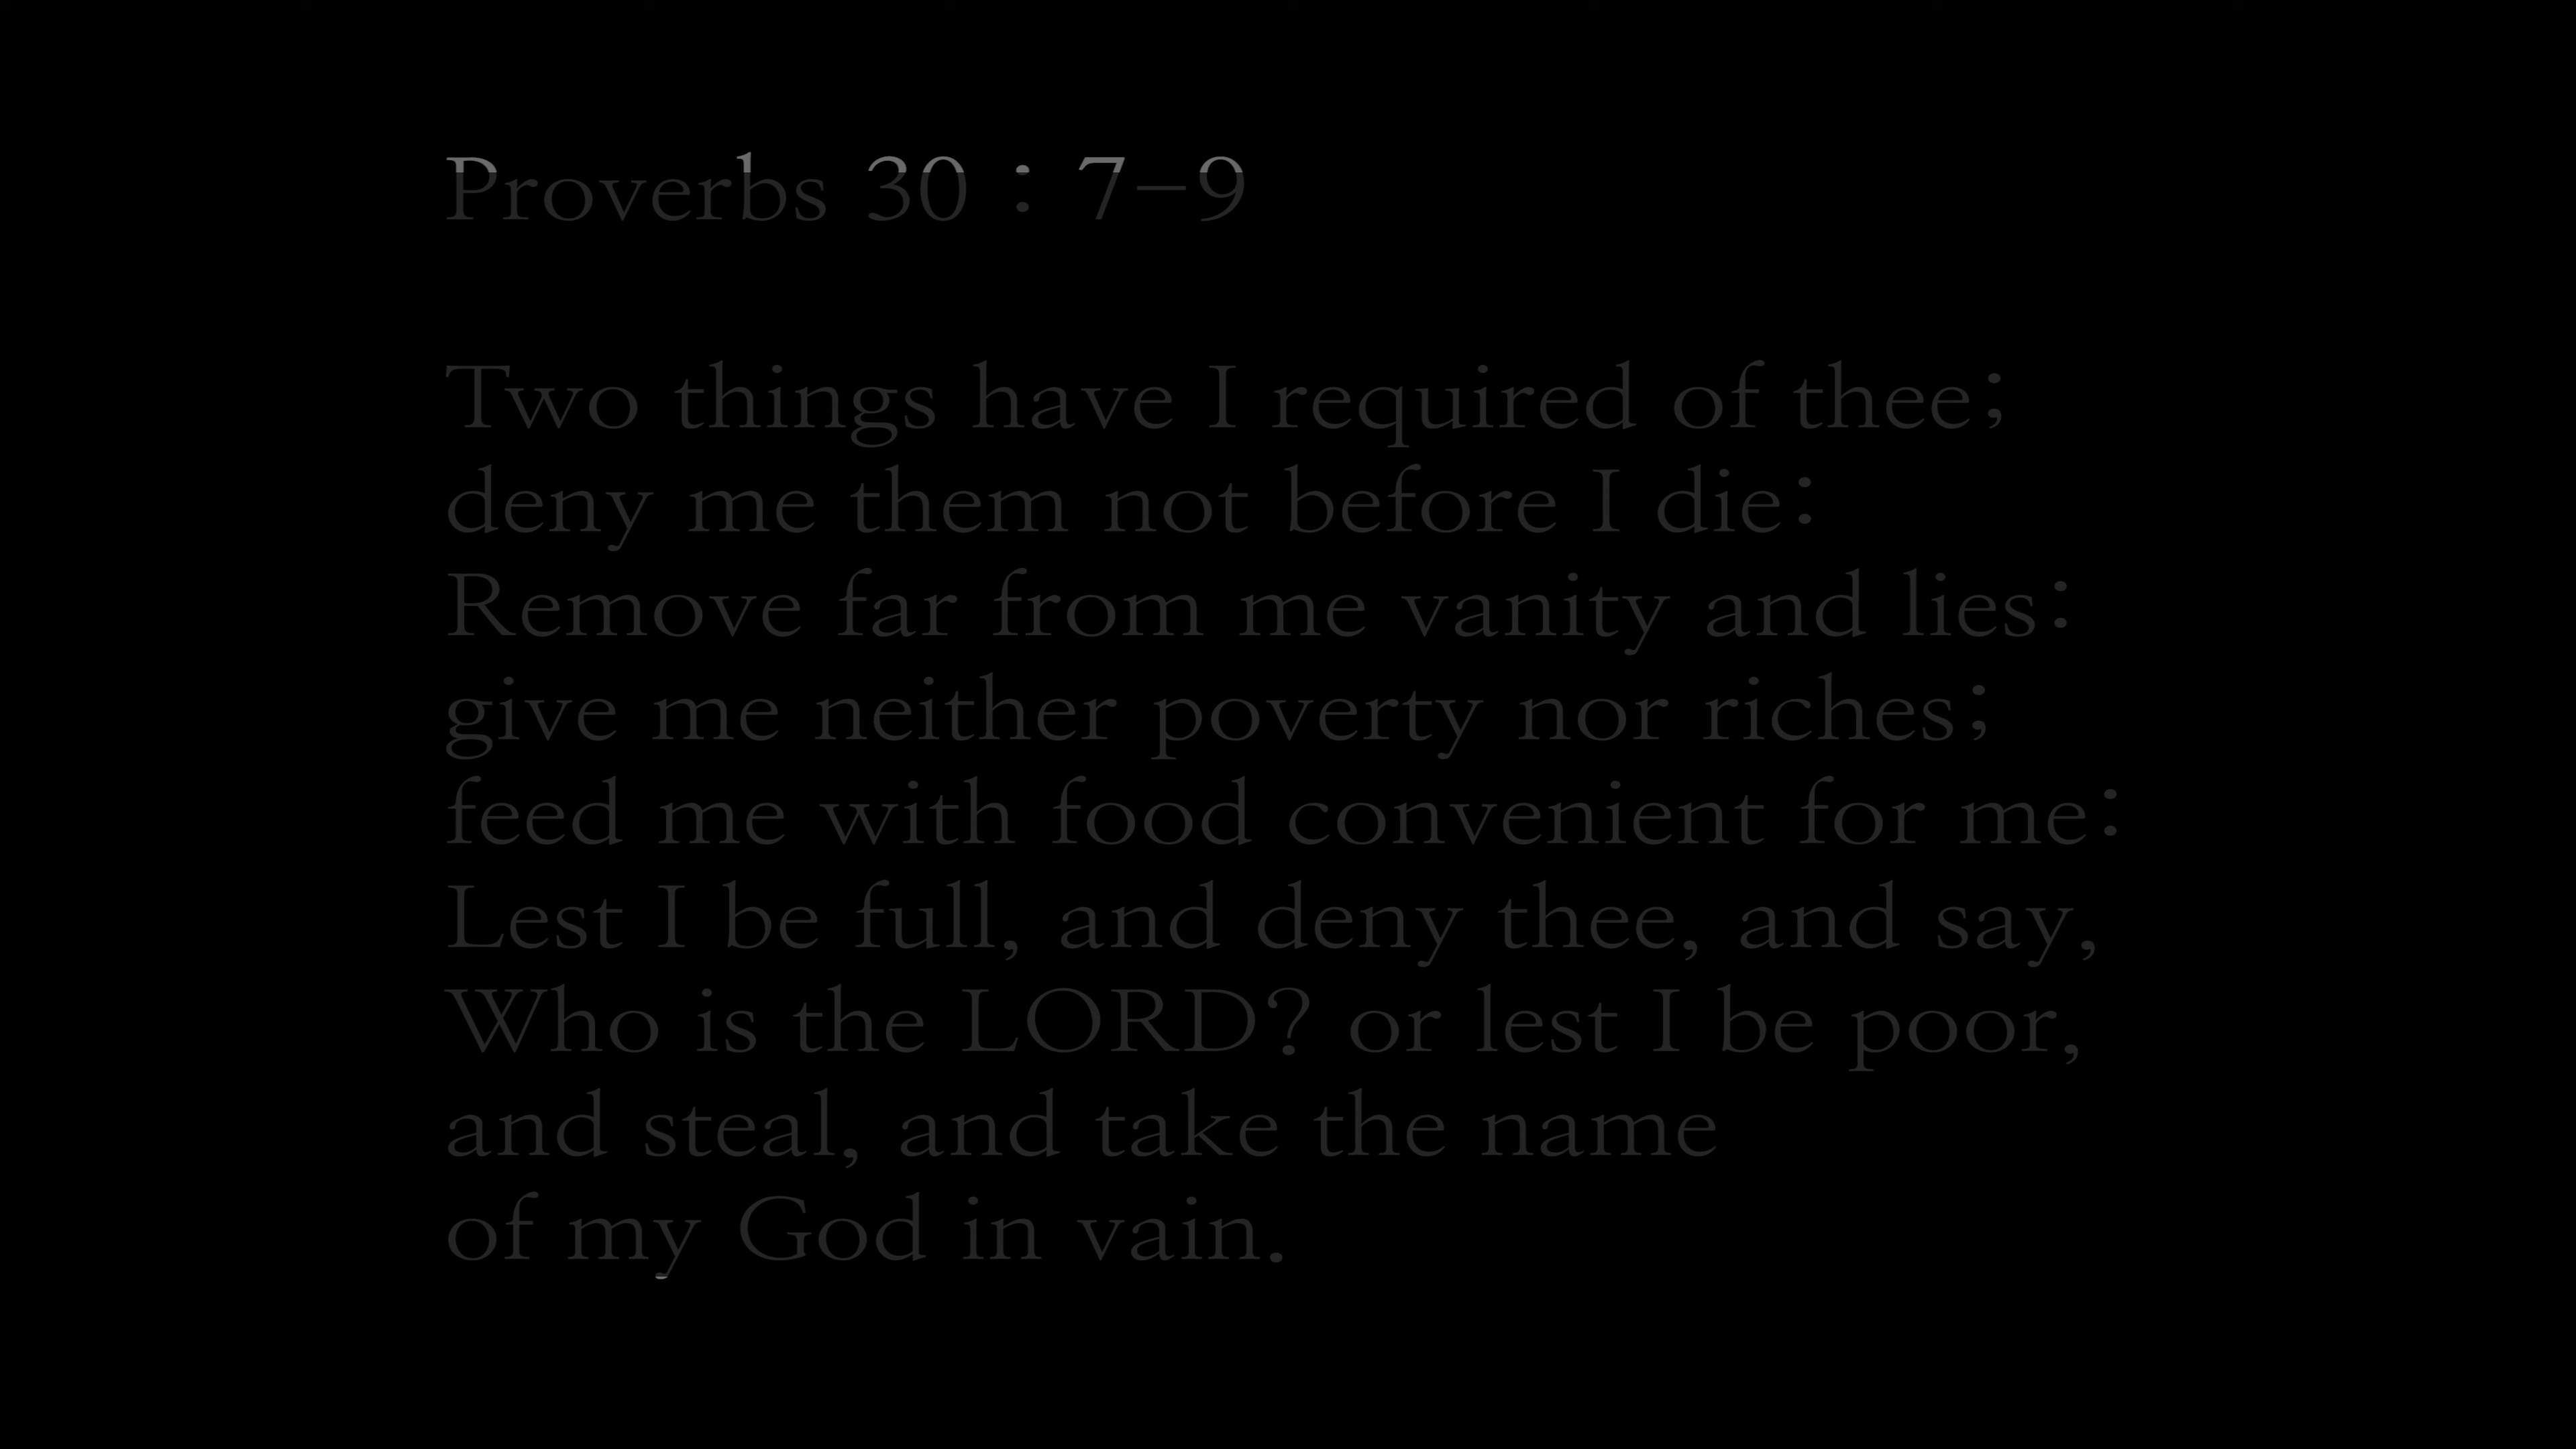 Proverbs 30 : 7–9
Two things have I required of thee;
deny me them not before I die:
Remove far from me vanity and lies:
give me neither poverty nor riches;
feed me with food convenient for me:
Lest I be full, and deny thee, and say,
Who is the LORD? or lest I be poor,
and steal, and take the name
of my God in vain.